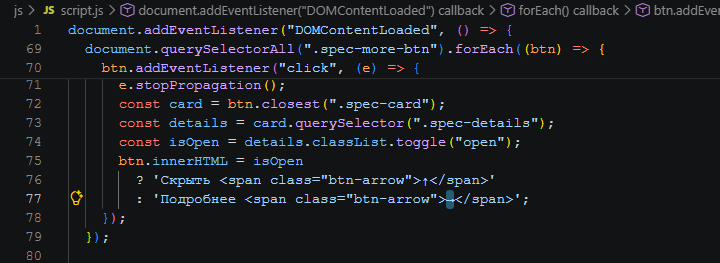 js > script.js > document.addEventListener("DOMContentLoaded") callback > forEach() callback > btn.addEver
1 document.addEventListener("DOMContentLoaded", () => {
69 document.querySelectorAll(".spec-more-btn").forEach((btn) => {
70 btn.addEventListener("click", (e) => {
71 e.stopPropagation();
72 const card = btn.closest(".spec-card");
73 const details = card.querySelector(".spec-details");
74 const isOpen = details.classList.toggle("open");
75 btn.innerHTML = isOpen
76 ? 'Скрыть <span class="btn-arrow">↑</span>'
77 : 'Подробнее <span class="btn-arrow">→</span>';
78 });
79 });
80